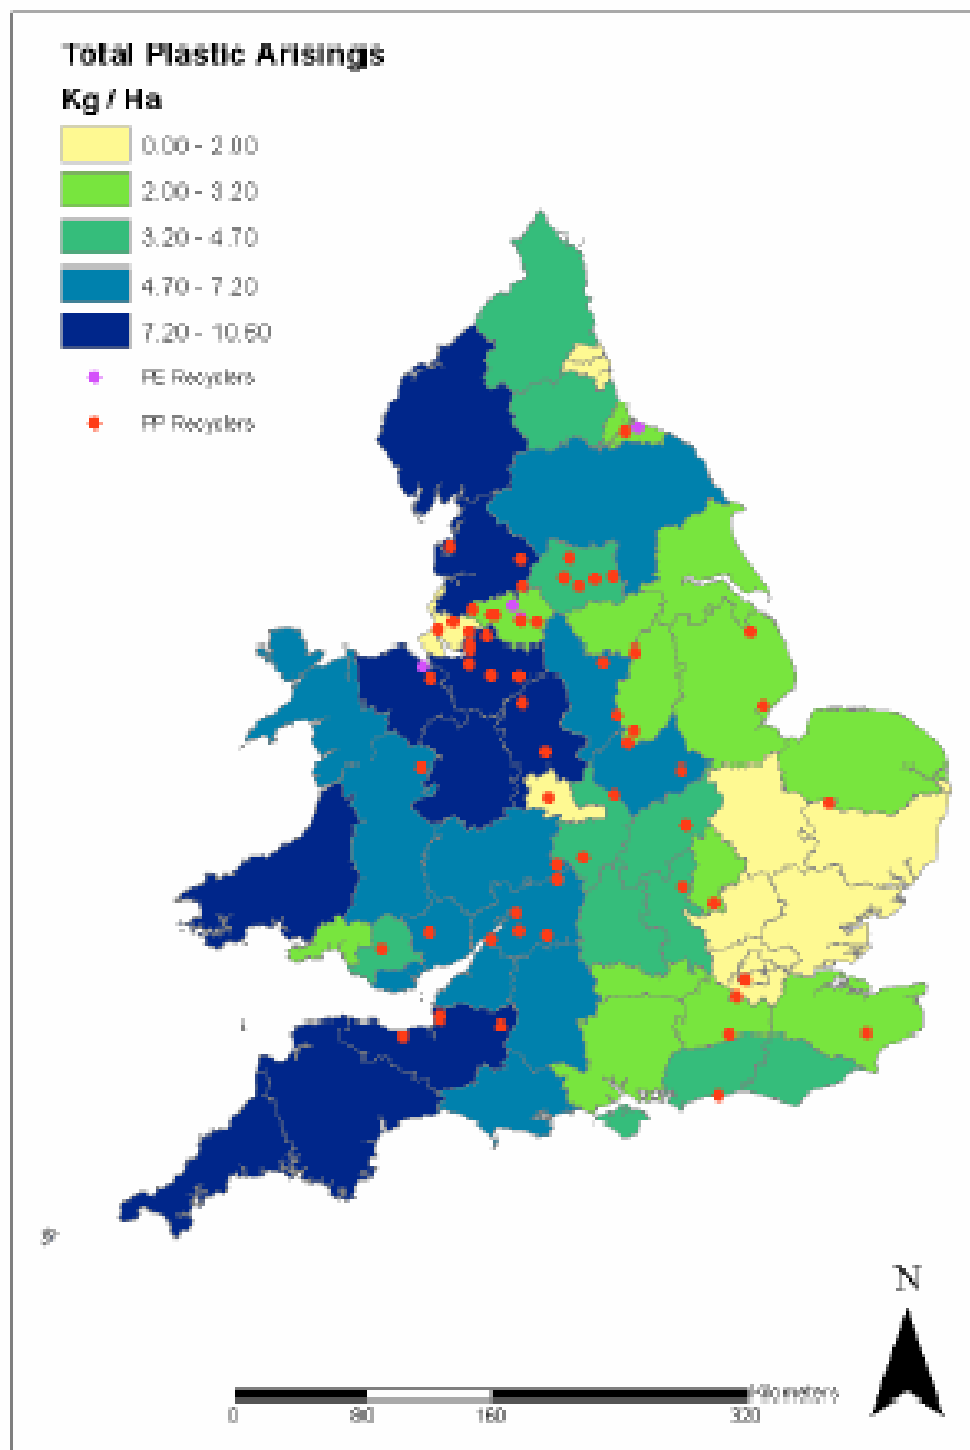 Total Plastic Arisings
Kg / Ha
0.00 - 2.00
2.00 - 3.20
3.20 - 4.70
4.70 - 7.20
7.20 - 10.60
PE Recyclers
PP Recyclers
N
Kilometers
0 80 160 320